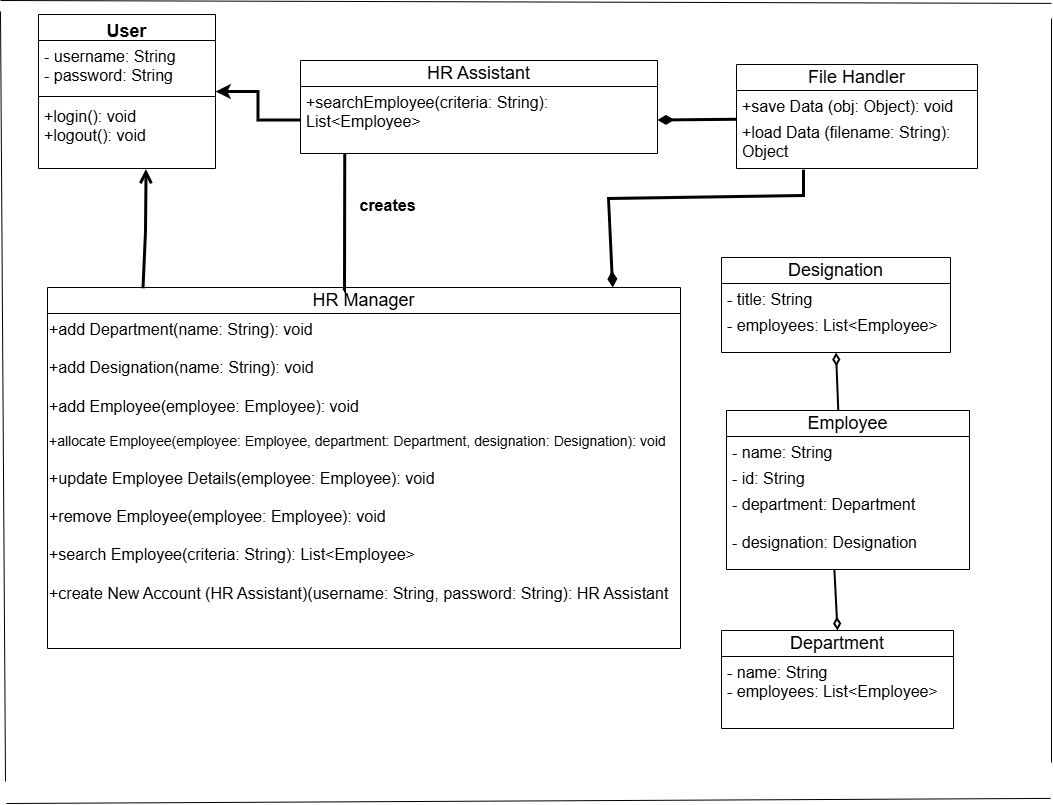 User
- username: String
- password: String
+login(): void
+logout(): void
HR Assistant
+searchEmployee(criteria: String):
List<Employee>
File Handler
+save Data (obj: Object): void
+load Data (filename: String):
Object
creates
HR Manager
+add Department(name: String): void
+add Designation(name: String): void
+add Employee(employee: Employee): void
+allocate Employee(employee: Employee, department: Department, designation: Designation): void
+update Employee Details(employee: Employee): void
+remove Employee(employee: Employee): void
+search Employee(criteria: String): List<Employee>
+create New Account (HR Assistant)(username: String, password: String): HR Assistant
Designation
- title: String
- employees: List<Employee>
Employee
- name: String
- id: String
- department: Department
- designation: Designation
Department
- name: String
- employees: List<Employee>